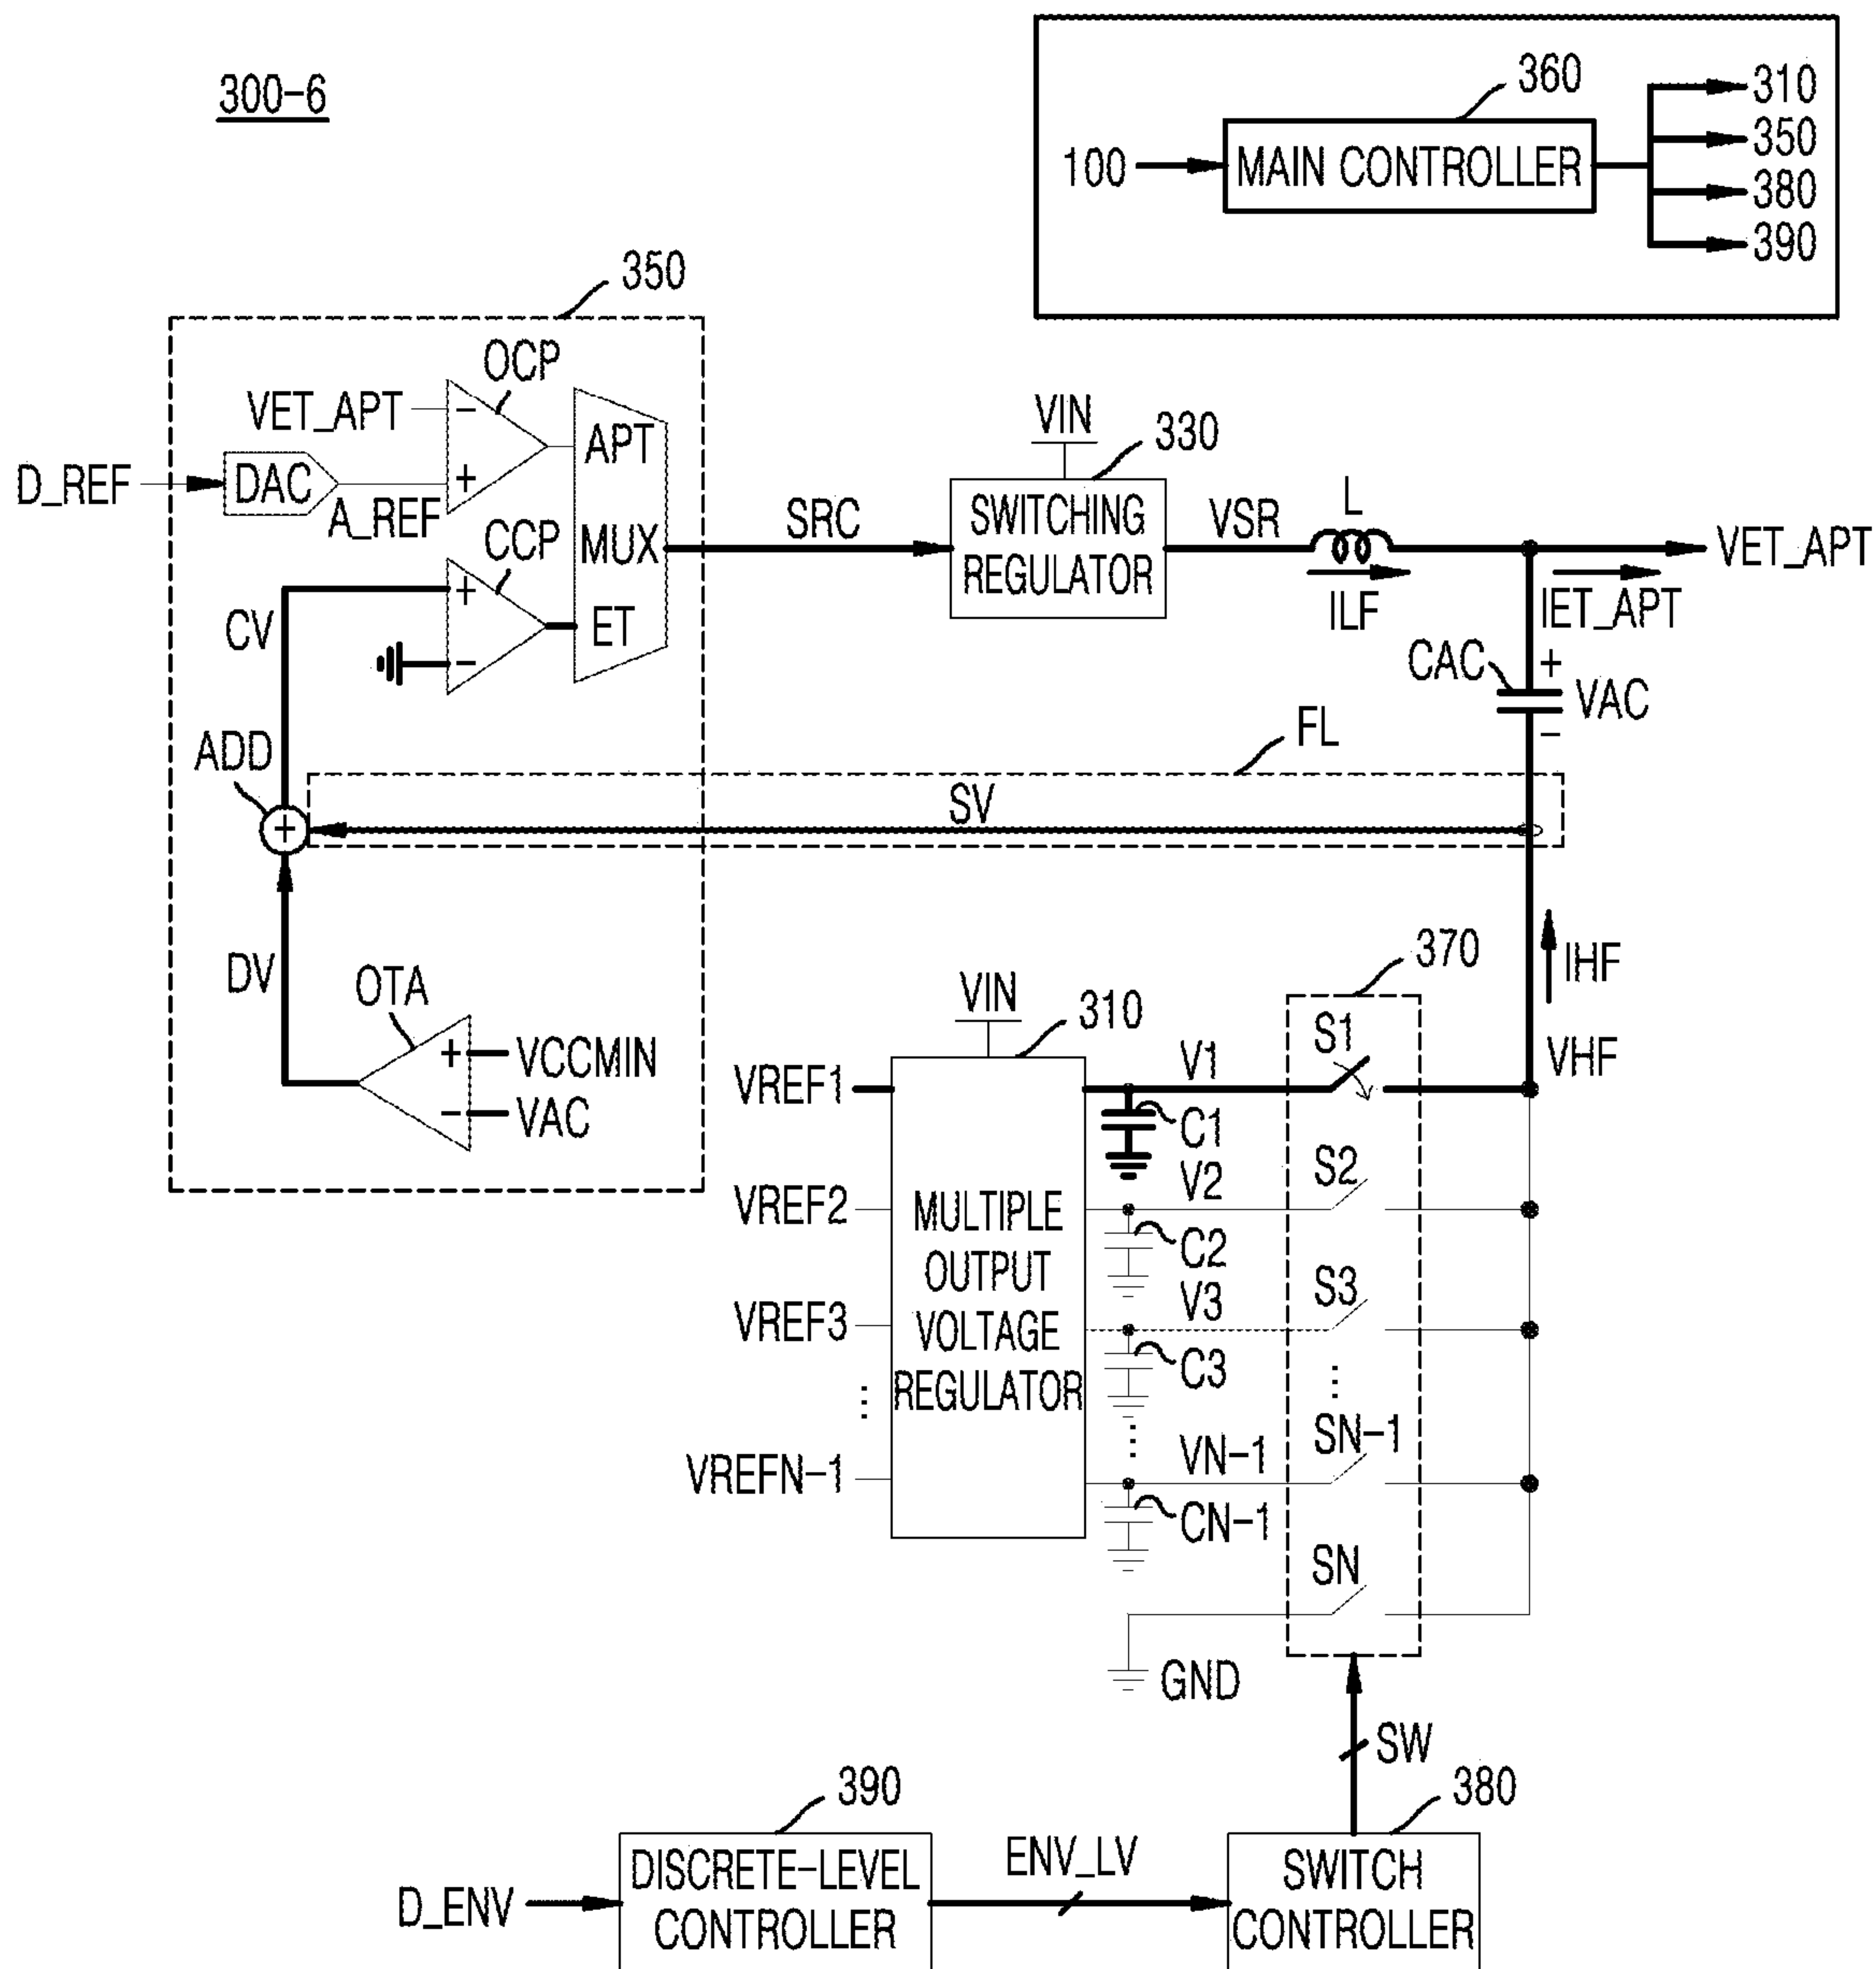 300-6
360
100
MAIN CONTROLLER
310
350
380
390
350
OCP
VET_APT
−
+
APT
D_REF
DAC
A_REF
CCP
MUX
+
−
ET
CV
SRC
VIN
330
SWITCHING
REGULATOR
VSR
L
ILF
VET_APT
IET_APT
CAC
+
VAC
−
FL
ADD
+
SV
DV
OTA
+
VCCMIN
−
VAC
370
IHF
VHF
VIN
310
VREF1
V1
S1
C1
VREF2
V2
S2
C2
VREF3
V3
S3
C3
MULTIPLE
OUTPUT
VOLTAGE
REGULATOR
⋮
⋮
⋮
VREFN-1
VN-1
SN-1
CN-1
SN
GND
SW
390
380
D_ENV
DISCRETE-LEVEL
CONTROLLER
ENV_LV
SWITCH
CONTROLLER